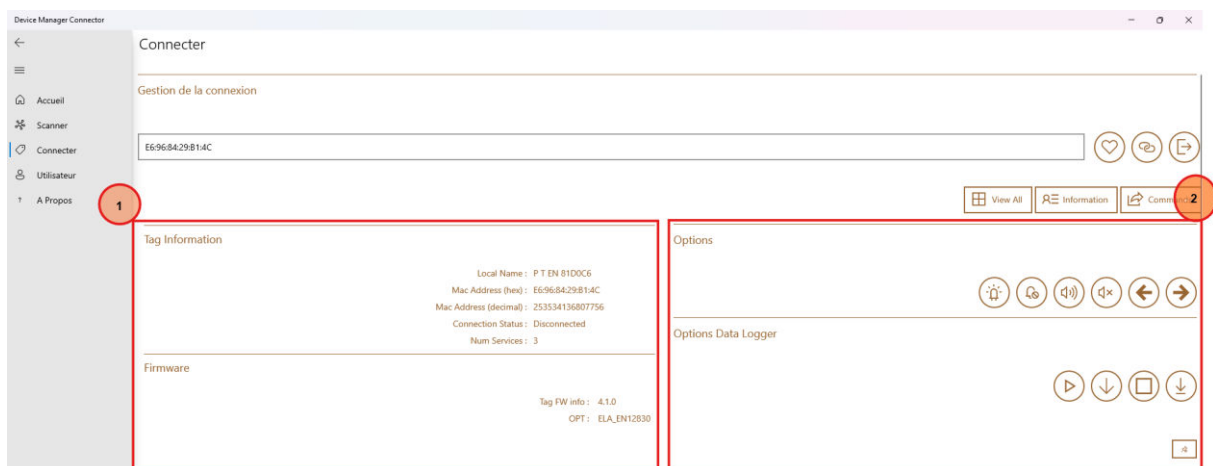 Device Manager Connector
Connecter
Gestion de la connexion
Accueil
Scanner
Connecter
Utilisateur
? A Propos
E6:96:84:29:B1:4C
View All
Information
1
2
Tag Information
Local Name : P T EN 81D0C6
Mac Address (hex) : E6:96:84:29:B1:4C
Mac Address (decimal) : 253534136807756
Connection Status : Disconnected
Num Services : 3
Firmware
Tag FW info : 4.1.0
OPT : ELA_EN12830
Options
Options Data Logger